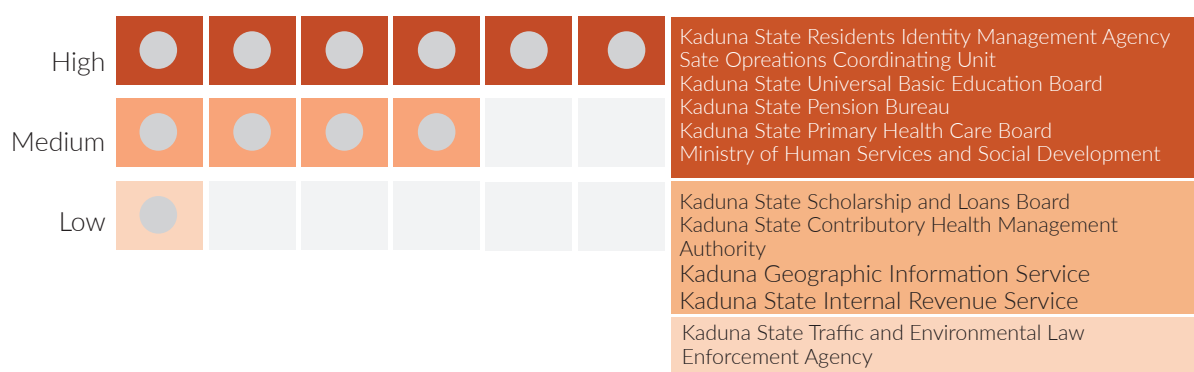 High
Kaduna State Residents Identity Management Agency
Sate Opreations Coordinating Unit
Kaduna State Universal Basic Education Board
Kaduna State Pension Bureau
Kaduna State Primary Health Care Board
Ministry of Human Services and Social Development
Medium
Kaduna State Scholarship and Loans Board
Kaduna State Contributory Health Management
Authority
Kaduna Geographic Information Service
Kaduna State Internal Revenue Service
Low
Kaduna State Traffic and Environmental Law
Enforcement Agency